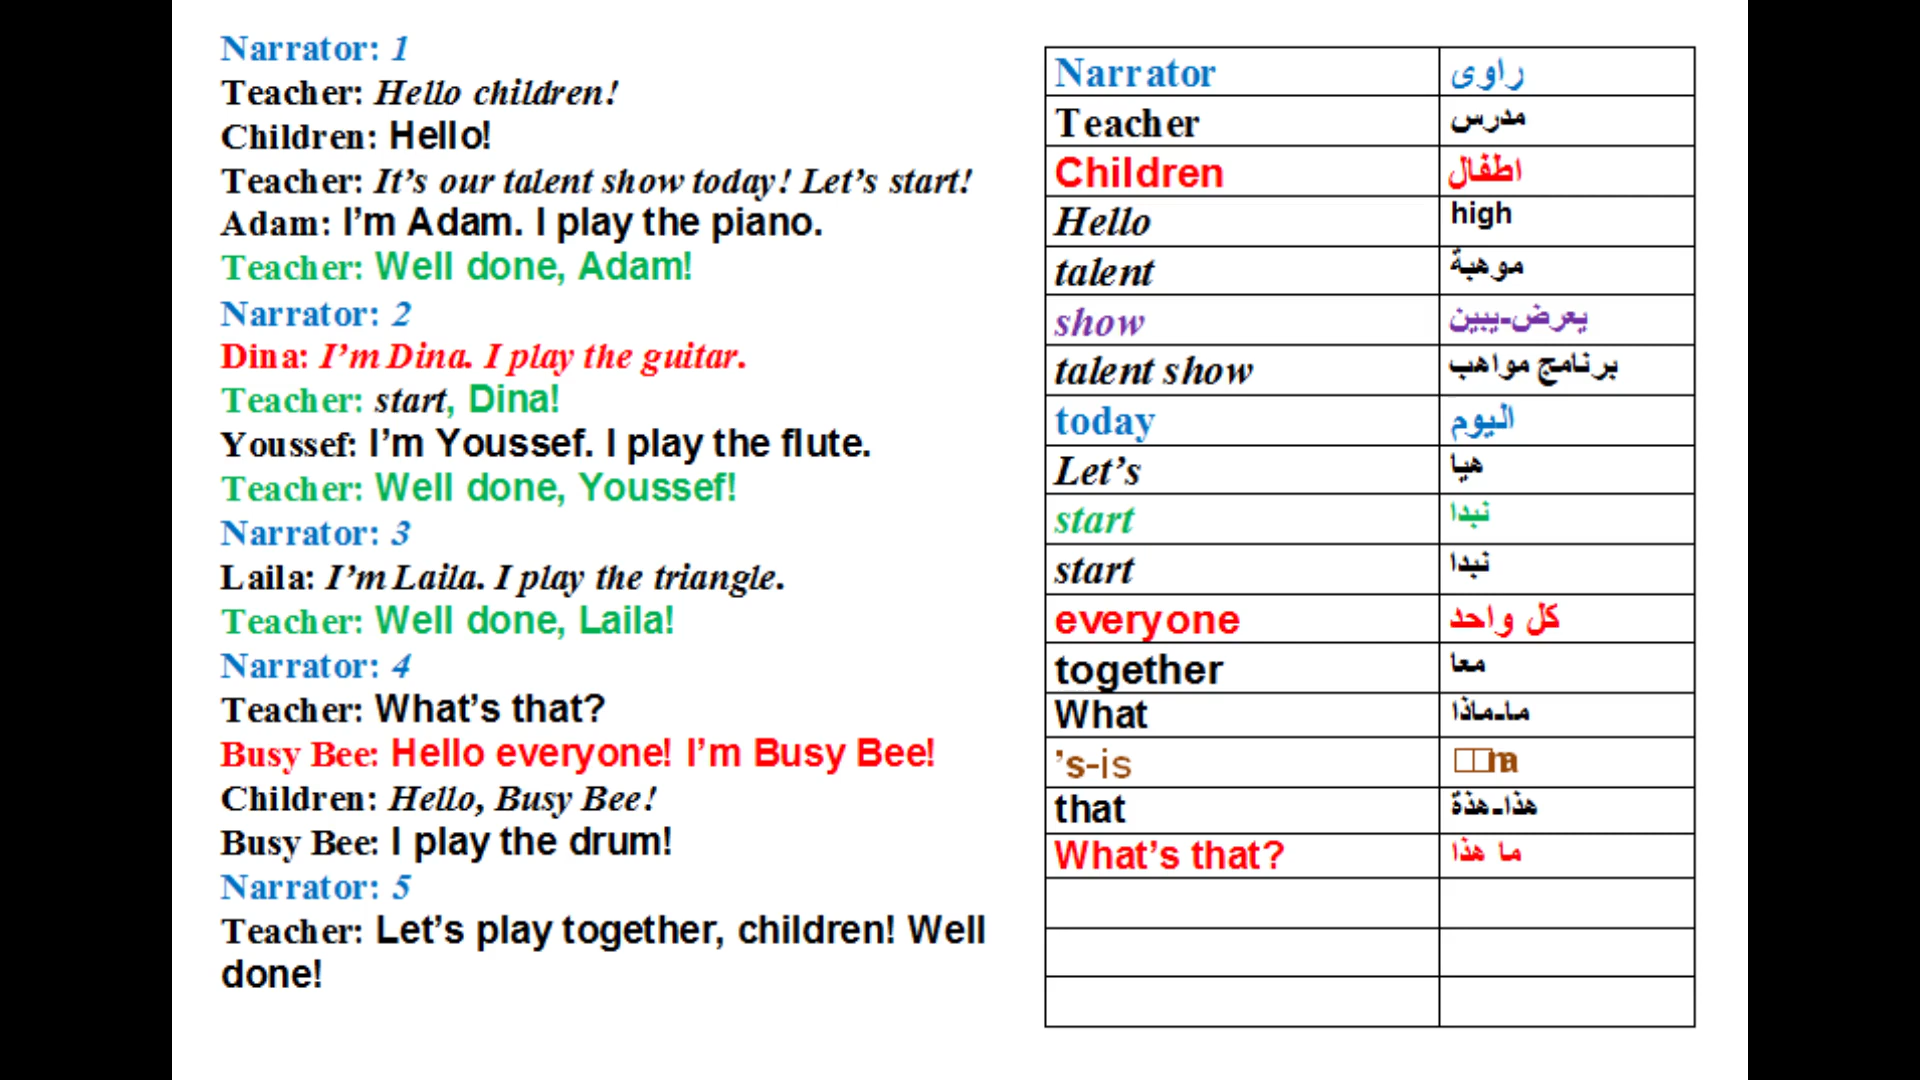 Narrator: 1
Teacher: Hello children!
Children: Hello!
Teacher: It’s our talent show today! Let’s start!
Adam: I’m Adam. I play the piano.
Teacher: Well done, Adam!
Narrator: 2
Dina: I’m Dina. I play the guitar.
Teacher: start, Dina!
Youssef: I’m Youssef. I play the flute.
Teacher: Well done, Youssef!
Narrator: 3
Laila: I’m Laila. I play the triangle.
Teacher: Well done, Laila!
Narrator: 4
Teacher: What’s that?
Busy Bee: Hello everyone! I’m Busy Bee!
Children: Hello, Busy Bee!
Busy Bee: I play the drum!
Narrator: 5
Teacher: Let’s play together, children! Well
done!
Narrator راوى
Teacher مدرس
Children اطفال
Hello high
talent موهبة
show يعرض-يبين
talent show برنامج مواهب
today اليوم
Let’s هيا
start نبدا
start نبدا
everyone كل واحد
together معا
What ما-ماذا
’s-is
that هذا-هذة
What’s that? ما هذا